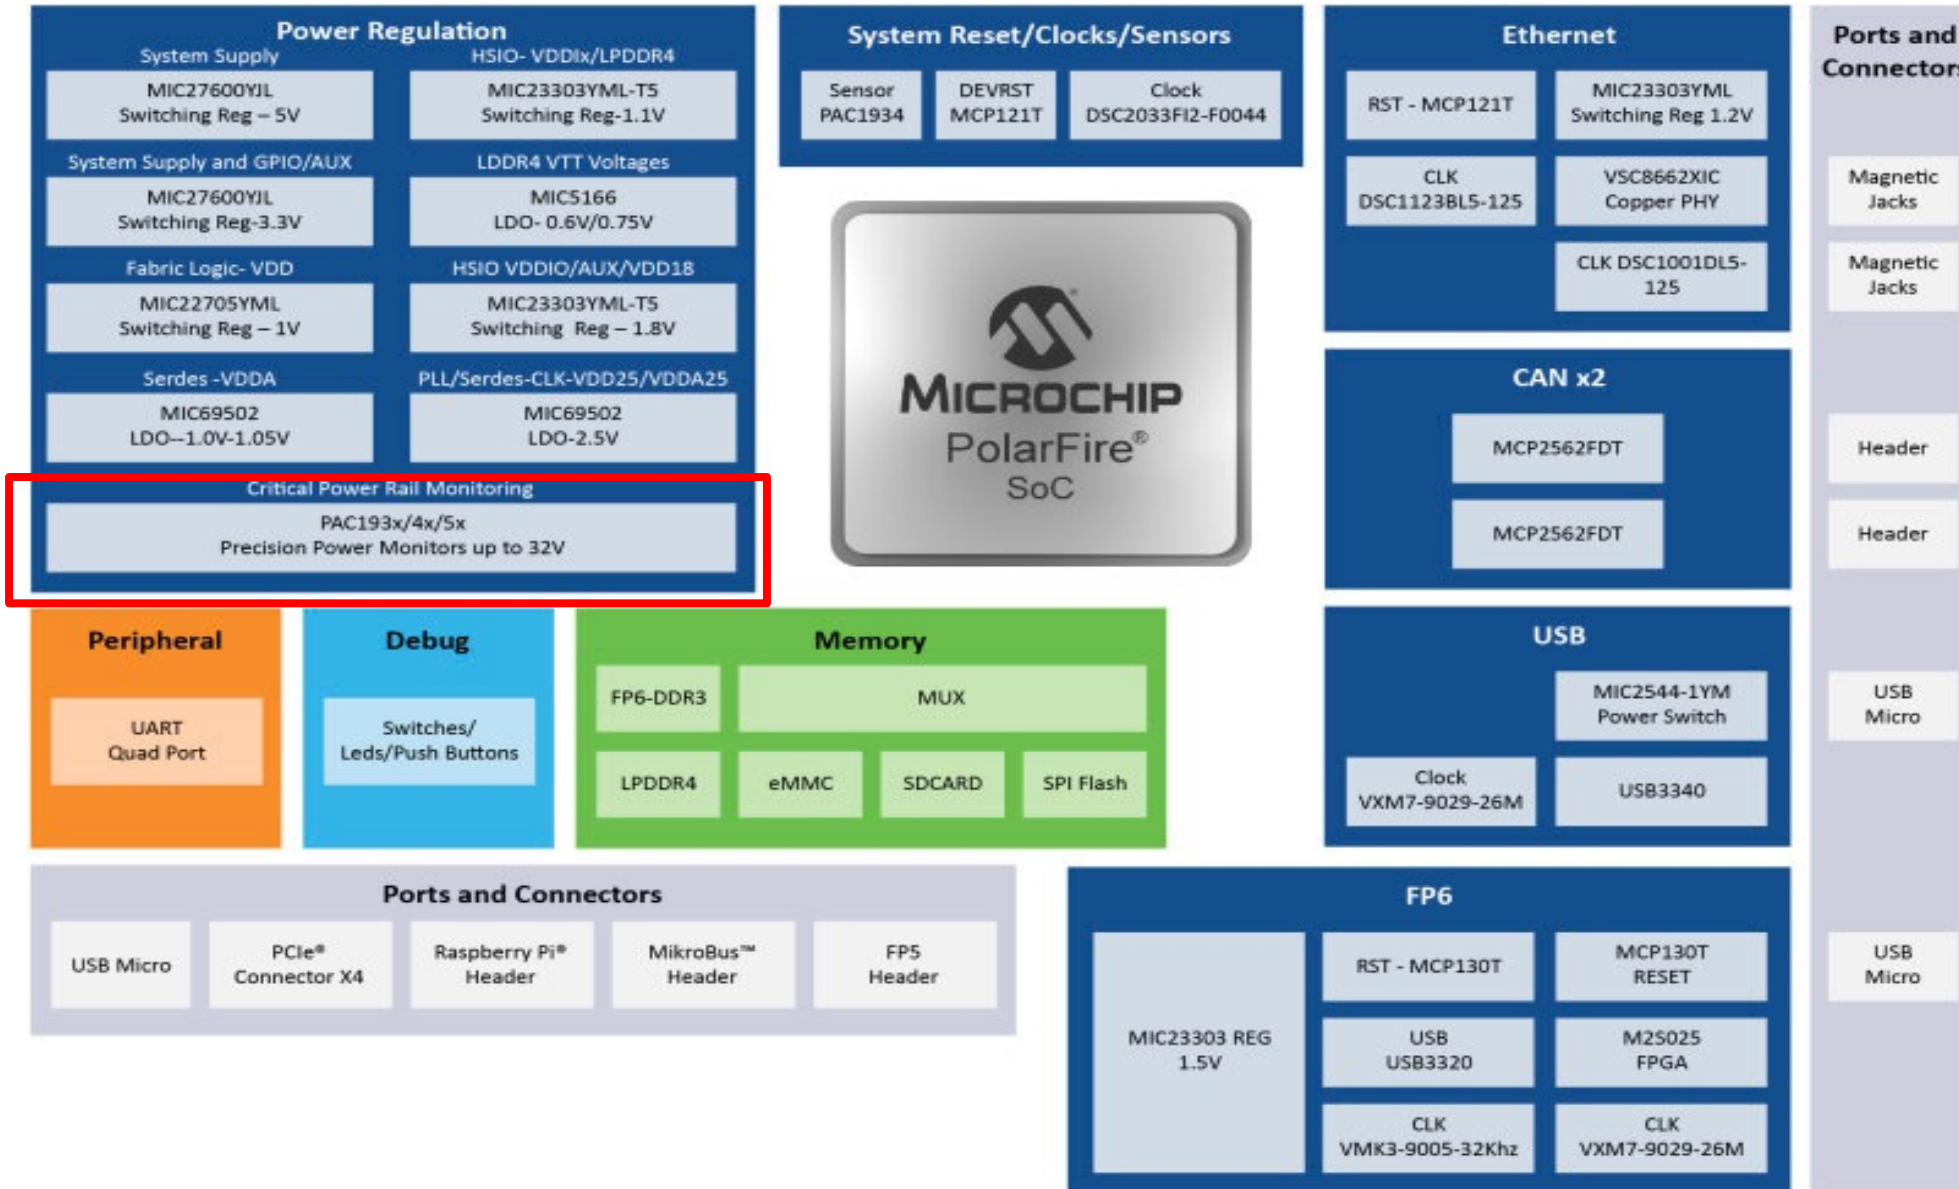 Power Regulation
System Supply
MIC27600YJL
Switching Reg – 5V
System Supply and GPIO/AUX
MIC27600YJL
Switching Reg-3.3V
Fabric Logic- VDD
MIC22705YML
Switching Reg – 1V
Serdes -VDDA
MIC69502
LDO--1.0V-1.05V
HSIO- VDDIx/LPDDR4
MIC23303YML-T5
Switching Reg-1.1V
LDDR4 VTT Voltages
MIC5166
LDO- 0.6V/0.75V
HSIO VDDIO/AUX/VDD18
MIC23303YML-T5
Switching Reg – 1.8V
PLL/Serdes-CLK-VDD25/VDDA25
MIC69502
LDO-2.5V
Critical Power Rail Monitoring
PAC193x/4x/5x
Precision Power Monitors up to 32V
System Reset/Clocks/Sensors
Sensor
PAC1934
DEVRST
MCP121T
Clock
DSC2033FI2-F0044
MICROCHIP
PolarFire®
SoC
Ethernet
RST - MCP121T
MIC23303YML
Switching Reg 1.2V
CLK
DSC1123BL5-125
VSC8662XIC
Copper PHY
CLK DSC1001DL5-
125
CAN x2
MCP2562FDT
MCP2562FDT
USB
MIC2544-1YM
Power Switch
Clock
VXM7-9029-26M
USB3340
Ports and
Connectors
Magnetic
Jacks
Magnetic
Jacks
Header
Header
USB
Micro
USB
Micro
Peripheral
UART
Quad Port
Debug
Switches/
Leds/Push Buttons
Memory
FP6-DDR3
MUX
LPDDR4
eMMC
SDCARD
SPI Flash
Ports and Connectors
USB Micro
PCIe®
Connector X4
Raspberry Pi®
Header
MikroBus™
Header
FP5
Header
FP6
MIC23303 REG
1.5V
RST - MCP130T
MCP130T
RESET
USB
USB3320
M2S025
FPGA
CLK
VMK3-9005-32Khz
CLK
VXM7-9029-26M